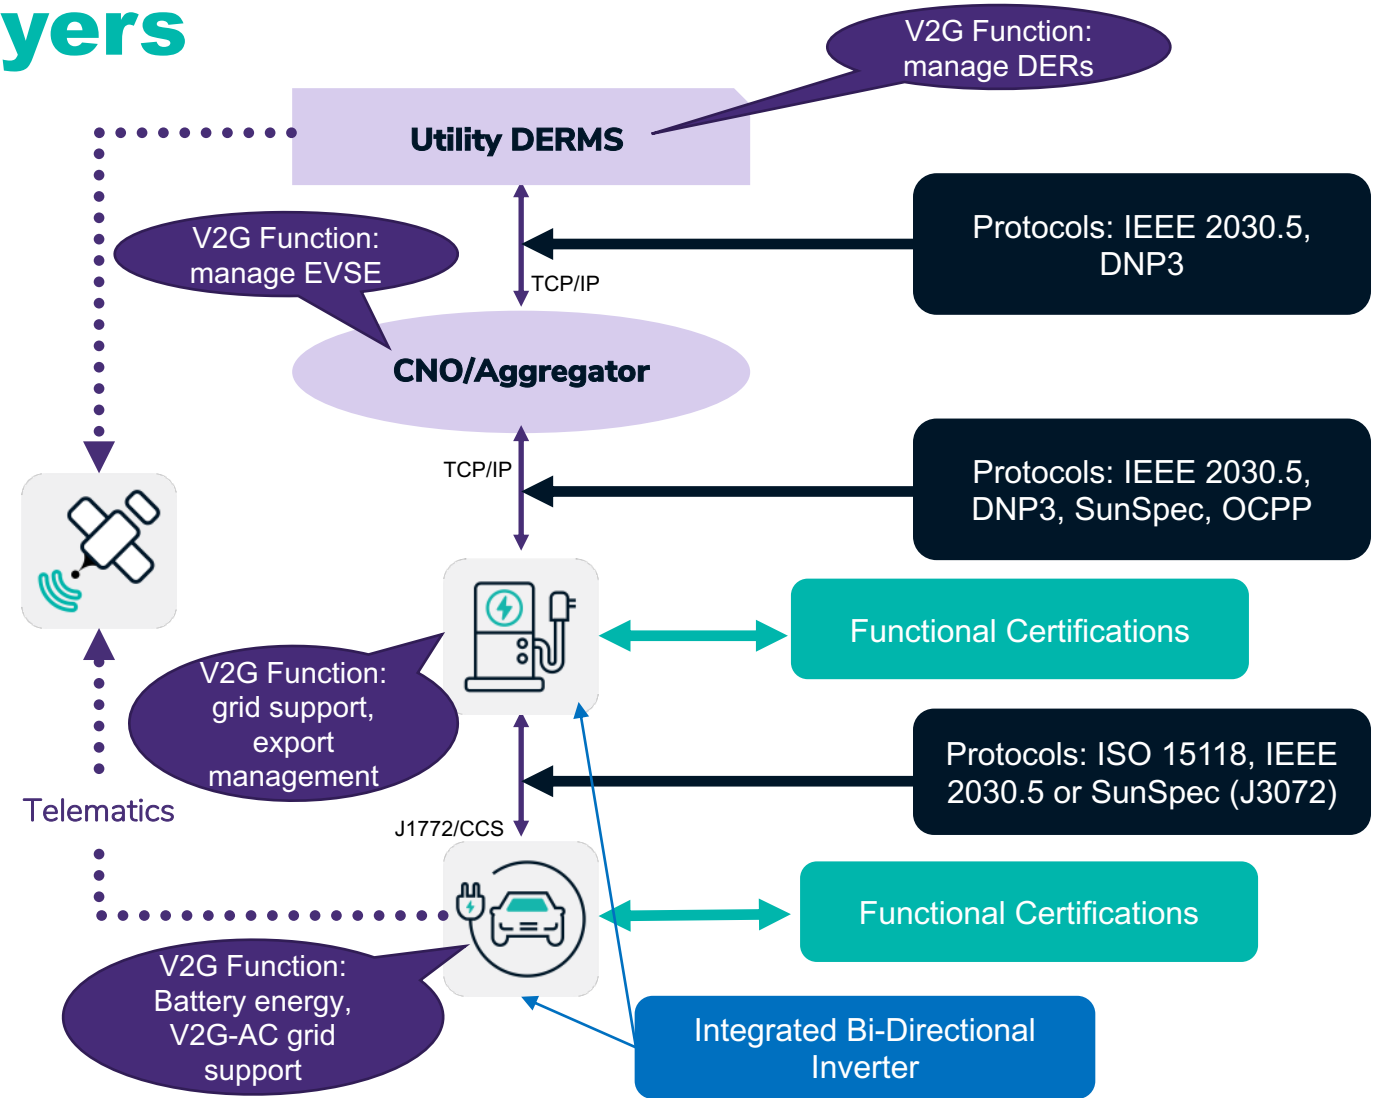 yers
V2G Function:
manage DERs
Utility DERMS
V2G Function:
manage EVSE
Protocols: IEEE 2030.5,
DNP3
TCP/IP
CNO/Aggregator
TCP/IP
Protocols: IEEE 2030.5,
DNP3, SunSpec, OCPP
Functional Certifications
V2G Function:
grid support,
export
management
Protocols: ISO 15118, IEEE
2030.5 or SunSpec (J3072)
Telematics
J1772/CCS
Functional Certifications
V2G Function:
Battery energy,
V2G-AC grid
support
Integrated Bi-Directional
Inverter